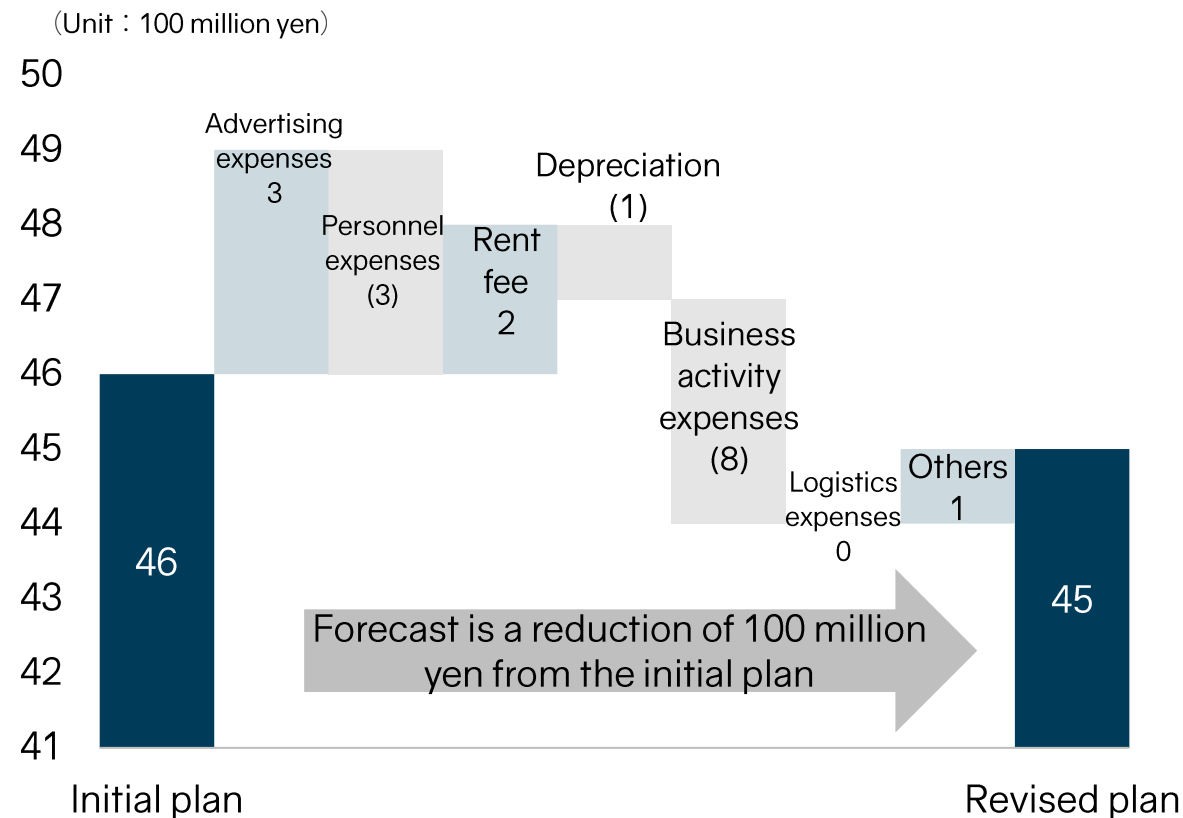 （Unit：100 million yen）
50
49
48
47
46
45
44
43
42
41
46
Advertising
expenses
3
Personnel
expenses
(3)
Rent
fee
2
Depreciation
(1)
Business
activity
expenses
(8)
Logistics
expenses
0
Others
1
45
Forecast is a reduction of 100 million
yen from the initial plan
Initial plan
Revised plan